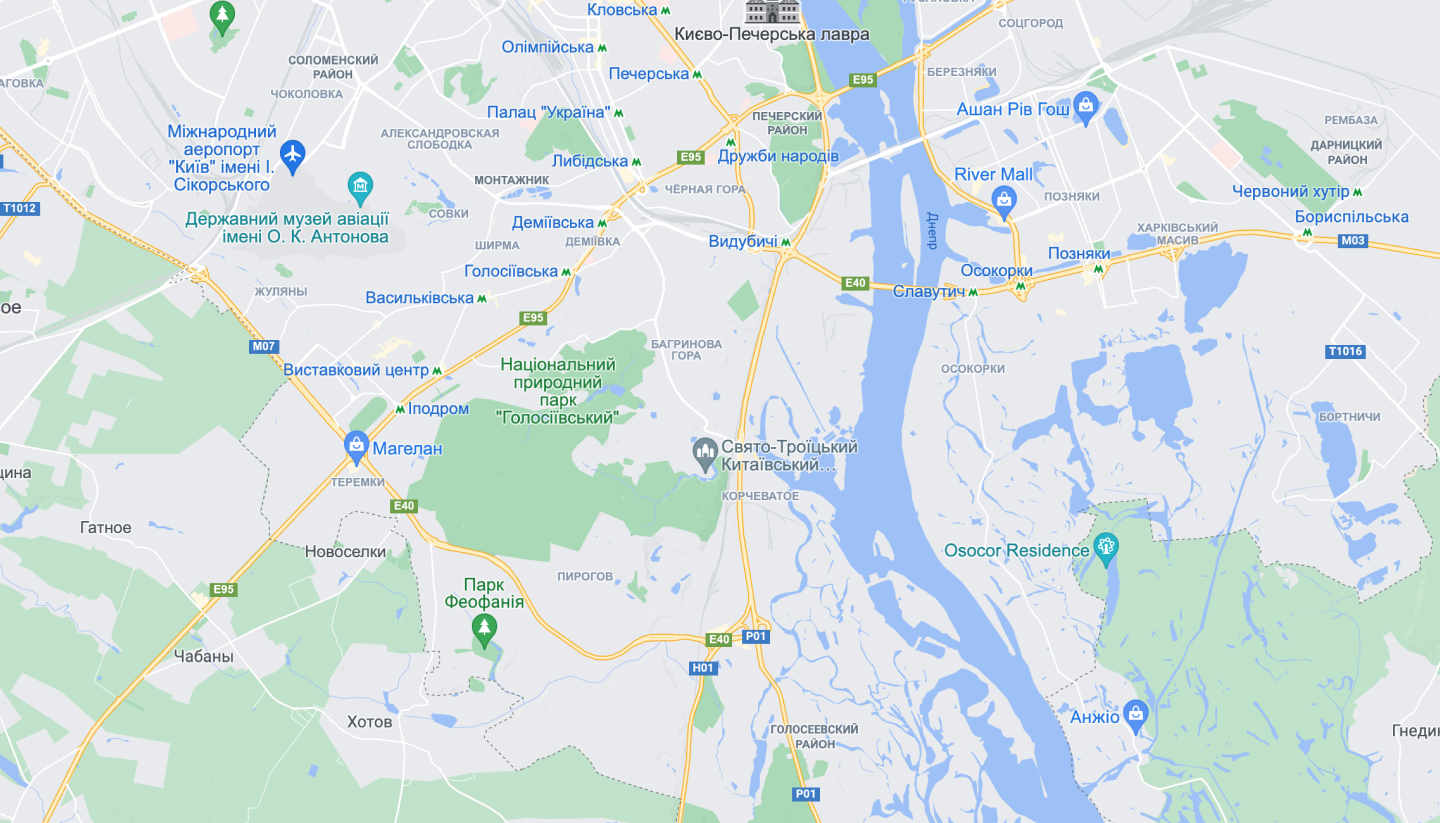 Кловська
РУСАНОВКА
СОЦГОРОД
Києво-Печерська лавра
Олімпійська
СОЛОМЕНСКИЙ
РАЙОН
Печерська
E95
БЕРЕЗНЯКИ
ЧОКОЛОВКА
Ашан Рів Гош
Палац "Україна"
ПЕЧЕРСКИЙ
РАЙОН
РЕМБАЗА
Міжнародний
аеропорт
"Київ" імені І.
Сікорського
АЛЕКСАНДРОВСКАЯ
СЛОБОДКА
ДАРНИЦКИЙ
РАЙОН
Либідська
E95
Дружби народів
River Mall
МОНТАЖНИК
ЧЁРНАЯ ГОРА
ПОЗНЯКИ
Червоний хутір
T1012
Державний музей авіації
імені О. К. Антонова
СОВКИ
Деміївська
Бориспільська
Днепр
ХАРКІВСЬКИЙ
МАСИВ
M03
ШИРМА
ДЕМІЇВКА
Видубичі
Позняки
Голосіївська
Осокорки
E40
Славутич
ЖУЛЯНЫ
Васильківська
E95
M07
БАГРИНОВА
ГОРА
T1016
Виставковий центр
Національний
природний
парк
"Голосіївський"
ОСОКОРКИ
Іподром
БОРТНИЧИ
Магелан
Свято-Троїцький
Китаївський...
ТЕРЕМКИ
КОРЧЕВАТОЕ
E40
Гатное
Новоселки
Osocor Residence
ПИРОГОВ
E95
Парк
Феофанія
E40
P01
Чабаны
H01
Хотов
Анжіо
ГОЛОСЕЕВСКИЙ
РАЙОН
P01